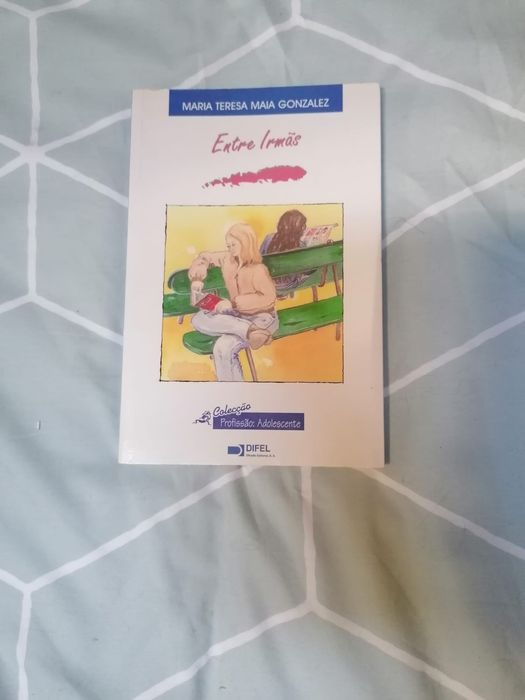 MARIA TERESA MAIA GONZALEZ
Entre Irmãs
Colecção
Profissão: Adolescente
DIFEL